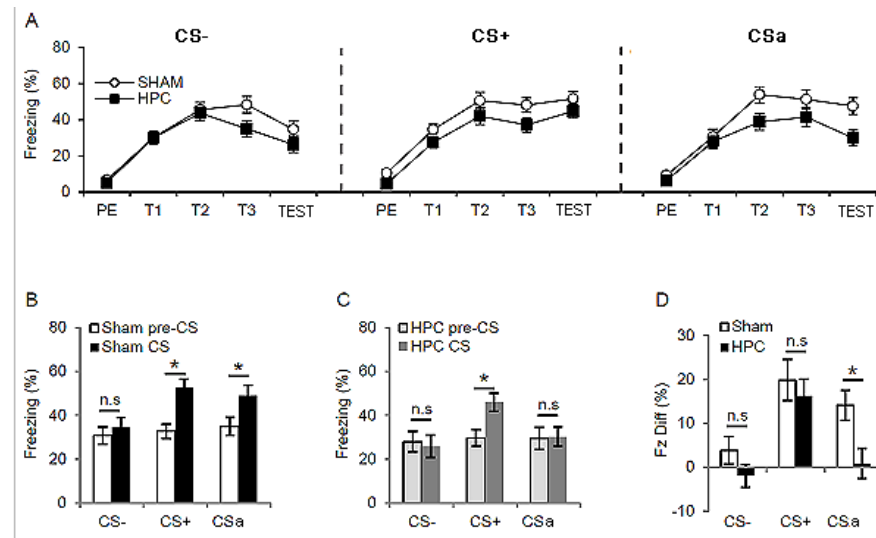 A
CS-
CS+
CSa
80
60
40
20
0
Freezing (%)
SHAM
HPC
PE T1 T2 T3 TEST
PE T1 T2 T3 TEST
PE T1 T2 T3 TEST
B
Sham pre-CS
Sham CS
80
60
40
20
0
Freezing (%)
n.s
*
*
CS- CS+ CSa
C
HPC pre-CS
HPC CS
80
60
40
20
0
Freezing (%)
n.s
*
n.s
CS- CS+ CSa
D
Sham
HPC
30
20
10
0
-10
Fz Diff (%)
n.s
n.s
*
CS- CS+ CSa